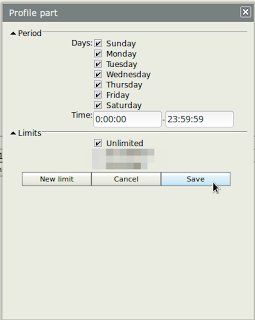 Profile part
Period
Days: Sunday
Monday
Tuesday
Wednesday
Thursday
Friday
Saturday
Time: 0:00:00 - 23:59:59
Limits
Unlimited
New limit Cancel Save